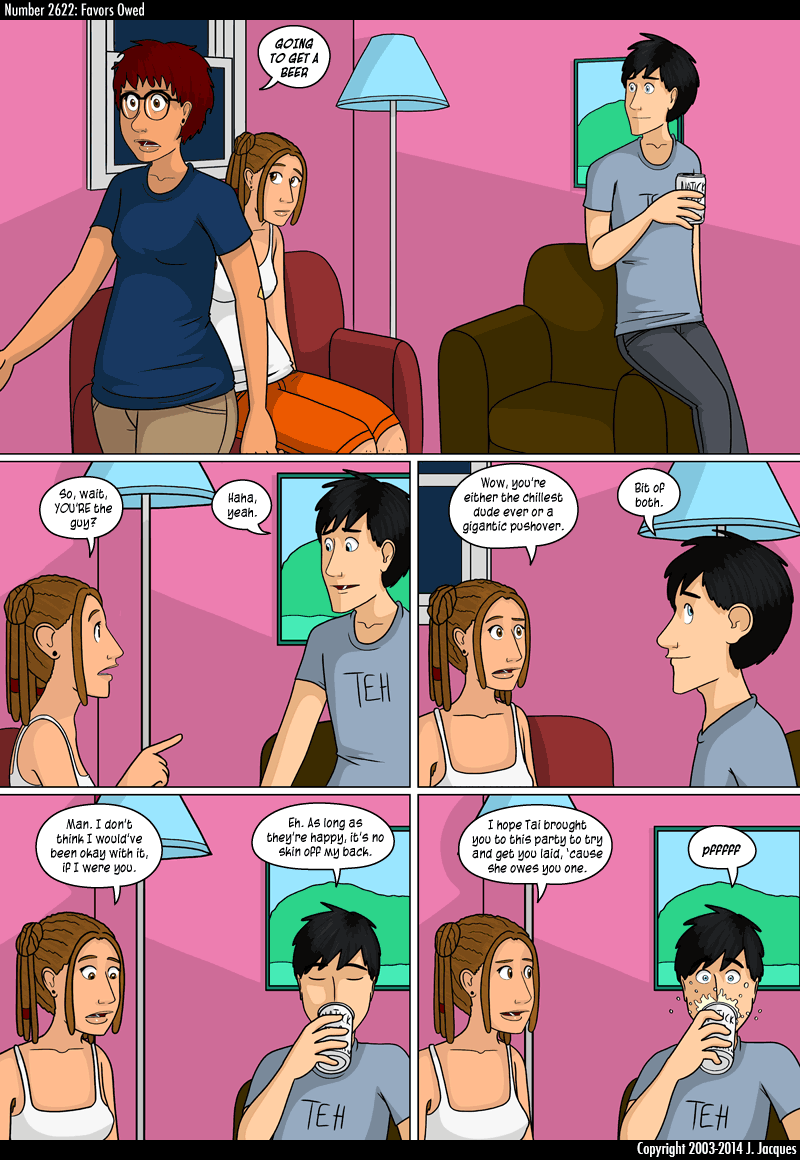 Number 2622: Favors Owed
GOING
TO GET A
BEER
TE
NATICK
So, wait,
YOU'RE the
guy?
Haha,
yeah.
TEH
Wow, you're
either the chillest
dude ever or a
gigantic pushover.
Bit of
both.
Man. I don't
think I would've
been okay with it,
if I were you.
Eh. As long as
they're happy, it's no
skin off my back.
TEH
I hope Tai brought
you to this party to try
and get you laid, 'cause
she owes you one.
pfffff
TEH
Copyright 2003-2014 J. Jacques